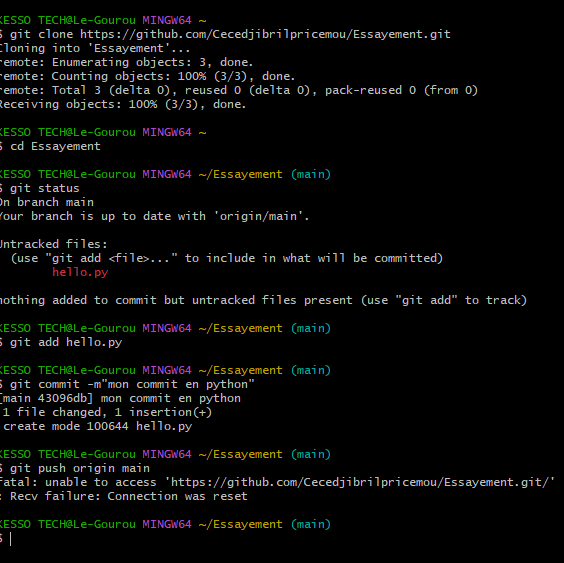 KESSO TECH@Le-Gourou MINGW64 ~
$ git clone https://github.com/Cecedjibrilpricemou/Essayement.git
Cloning into 'Essayement'...
remote: Enumerating objects: 3, done.
remote: Counting objects: 100% (3/3), done.
remote: Total 3 (delta 0), reused 0 (delta 0), pack-reused 0 (from 0)
Receiving objects: 100% (3/3), done.
KESSO TECH@Le-Gourou MINGW64 ~
$ cd Essayement
KESSO TECH@Le-Gourou MINGW64 ~/Essayement (main)
$ git status
On branch main
Your branch is up to date with 'origin/main'.
Untracked files:
(use "git add <file>..." to include in what will be committed)
hello.py
nothing added to commit but untracked files present (use "git add" to track)
KESSO TECH@Le-Gourou MINGW64 ~/Essayement (main)
$ git add hello.py
KESSO TECH@Le-Gourou MINGW64 ~/Essayement (main)
$ git commit -m"mon commit en python"
[main 43096db] mon commit en python
1 file changed, 1 insertion(+)
create mode 100644 hello.py
KESSO TECH@Le-Gourou MINGW64 ~/Essayement (main)
$ git push origin main
fatal: unable to access 'https://github.com/Cecedjibrilpricemou/Essayement.git/'
: Recv failure: Connection was reset
KESSO TECH@Le-Gourou MINGW64 ~/Essayement (main)
$